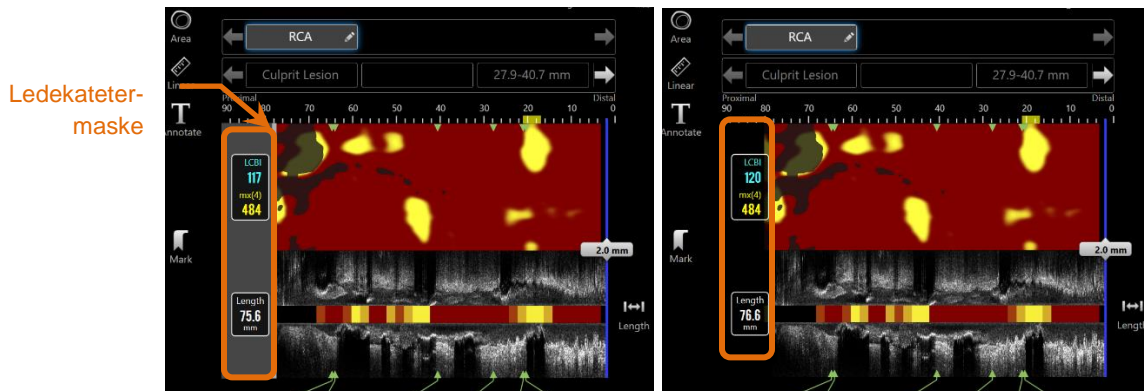 Ledekateter-
maske
Area
RCA
Linear
Culprit Lesion
27.9-40.7 mm
Proximal
Distal
90 80 70 60 50 40 30 20 10 0
Annotate
LCBI
117
mx(4)
484
Mark
2.0 mm
Length
75.6
mm
Length
Area
RCA
Linear
Culprit Lesion
27.9-40.7 mm
Proximal
Distal
90 80 70 60 50 40 30 20 10 0
Annotate
LCBI
120
mx(4)
484
Mark
2.0 mm
Length
76.6
mm
Length